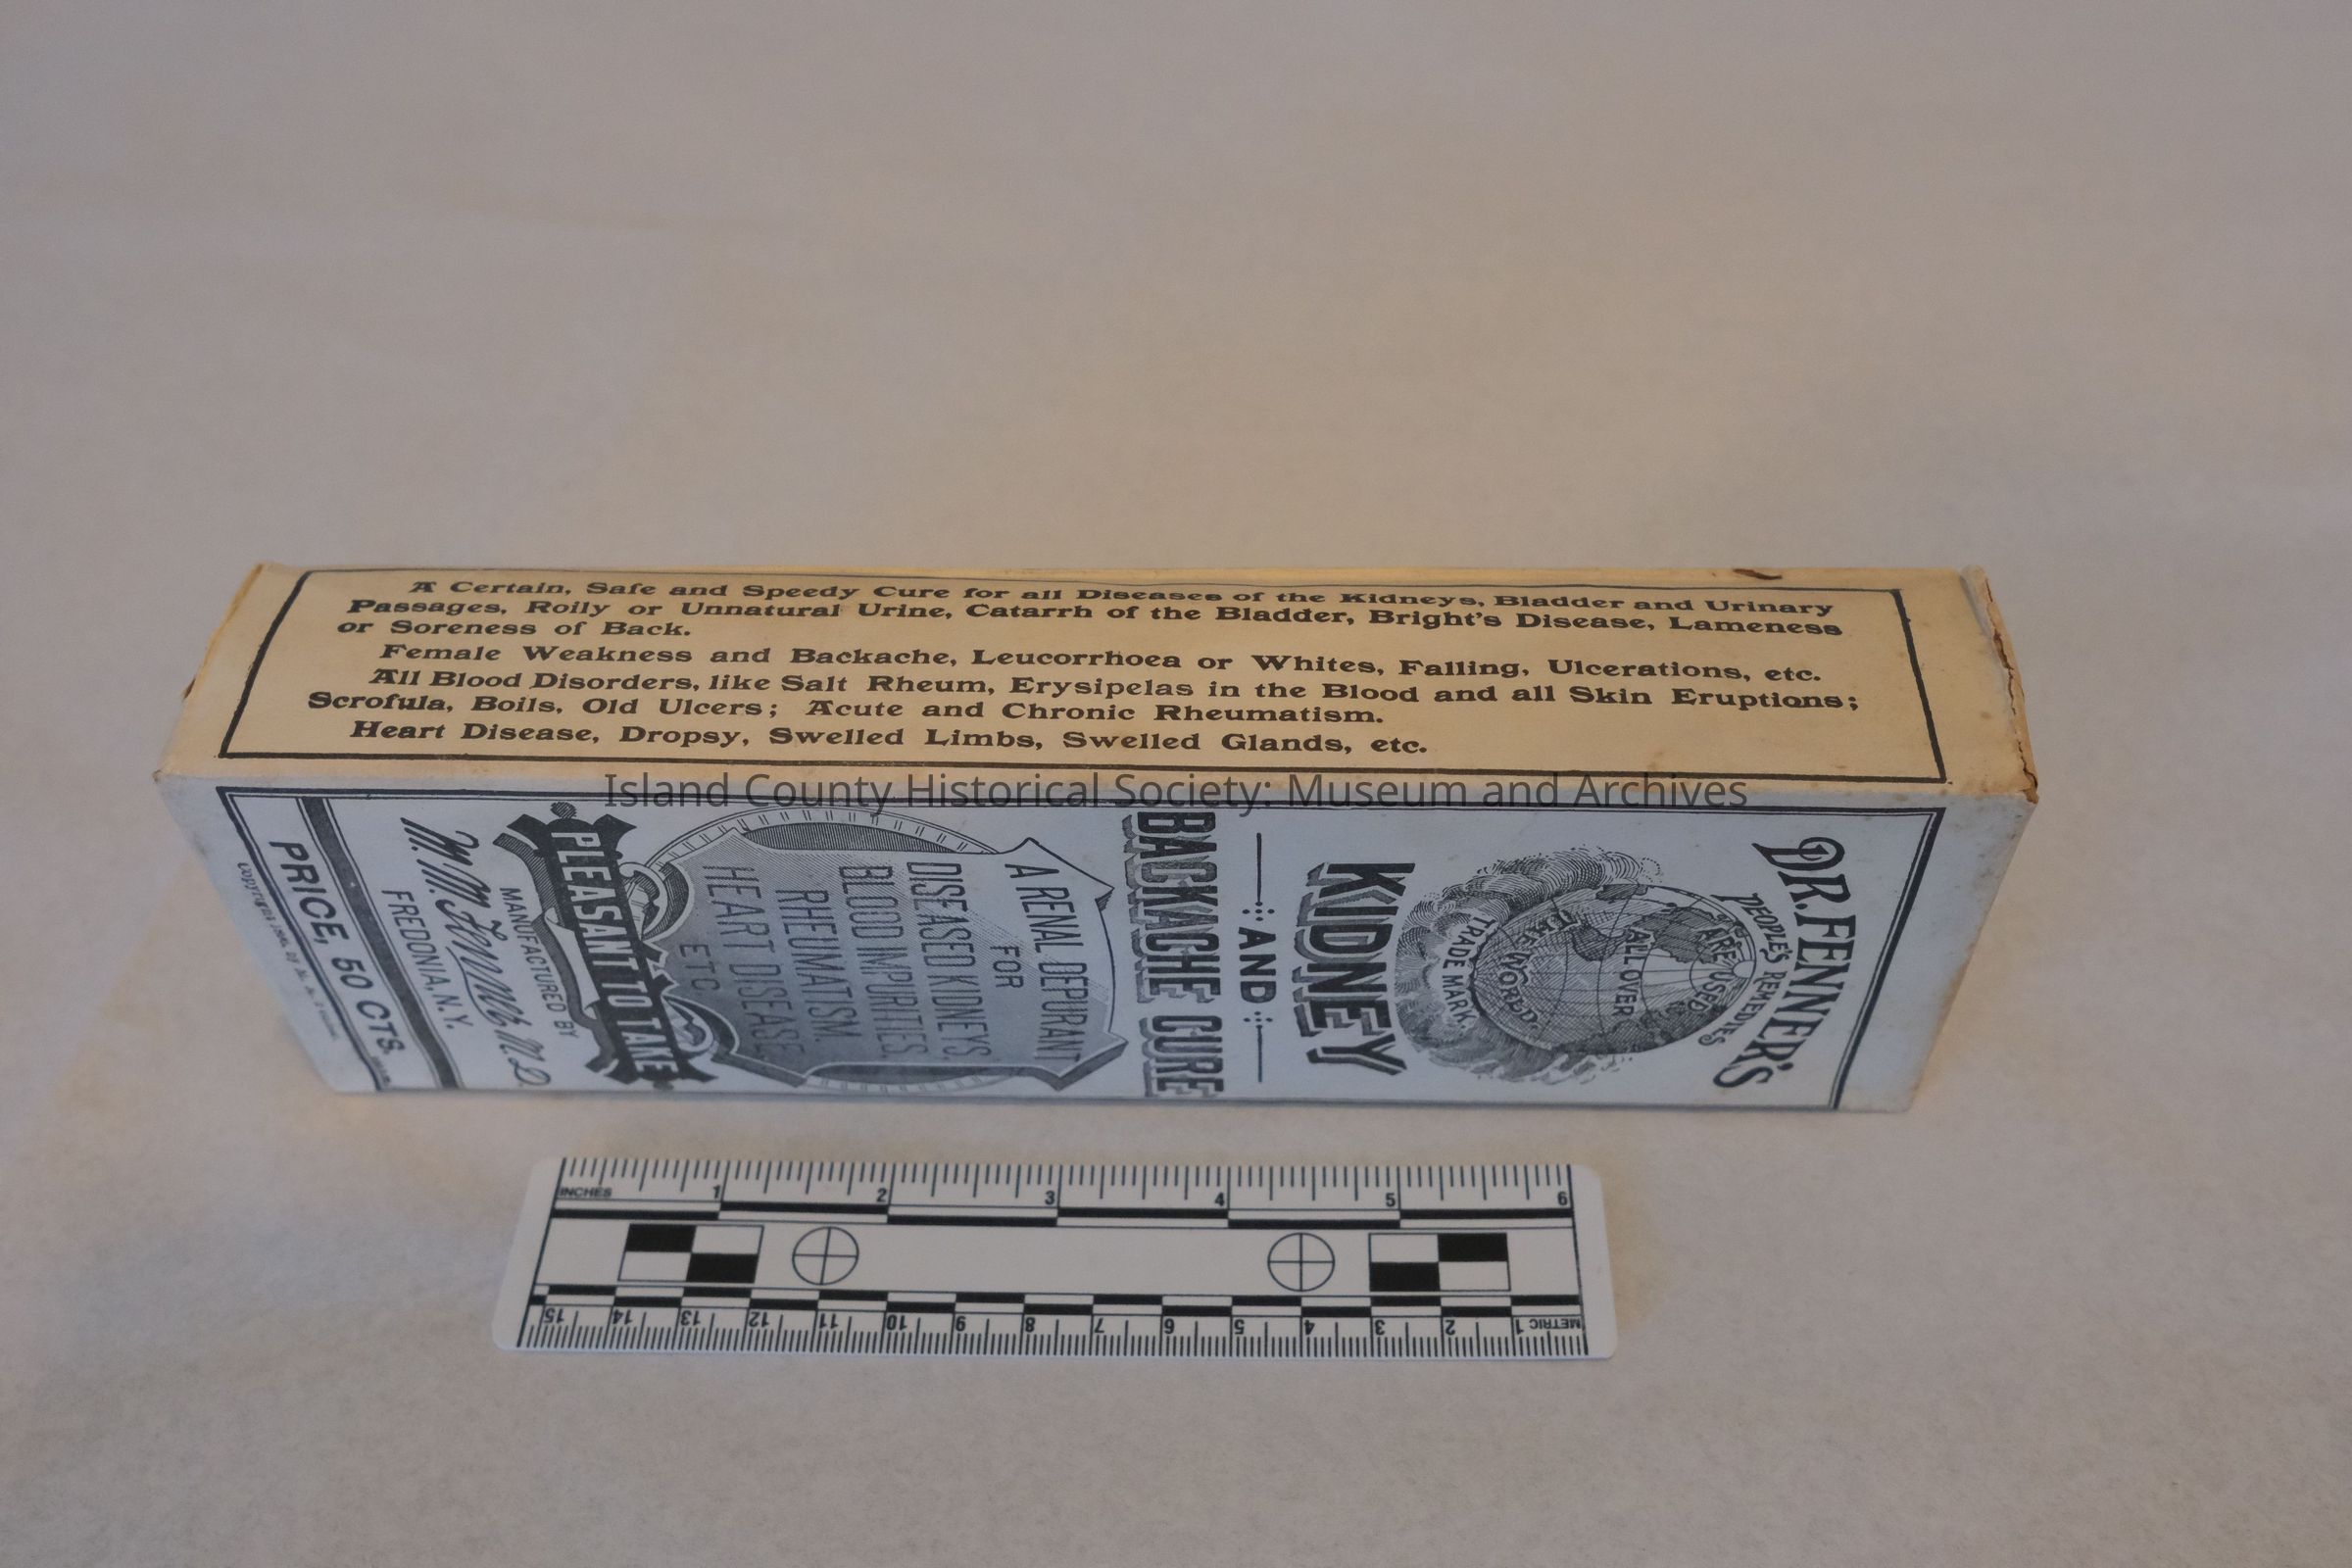 A Certain, Safe and Speedy Cure for all Diseases of the Kidneys, Bladder and Urinary
Passages, Roily or Unnatural Urine, Catarrh of the Bladder, Bright's Disease, Lameness
or Soreness of Back.
Female Weakness and Backache, Leucorrhoea or Whites, Falling, Ulcerations, etc.
All Blood Disorders, like Salt Rheum, Erysipelas in the Blood and all Skin Eruptions;
Scrofula, Boils, Old Ulcers; Acute and Chronic Rheumatism.
Heart Disease, Dropsy, Swelled Limbs, Swelled Glands, etc.
Island County Historical Society: Museum and Archives
DR. FENNER'S
PEOPLE'S REMEDIES
ARE USED
ALL OVER
THE WORLD.
TRADE MARK.
KIDNEY
AND
BACKACHE CURE
A RENAL DEPURANT
FOR
DISEASED KIDNEYS
BLOOD IMPURITIES.
RHEUMATISM.
HEART DISEASE
ETC
PLEASANT TO TAKE
MANUFACTURED BY
M. M. Fenner M.D.
FREDONIA, N.Y.
PRICE, 50 CTS.
INCHES 1 2 3 4 5 6
METRIC 1 2 3 4 5 6 7 8 9 10 11 12 13 14 15